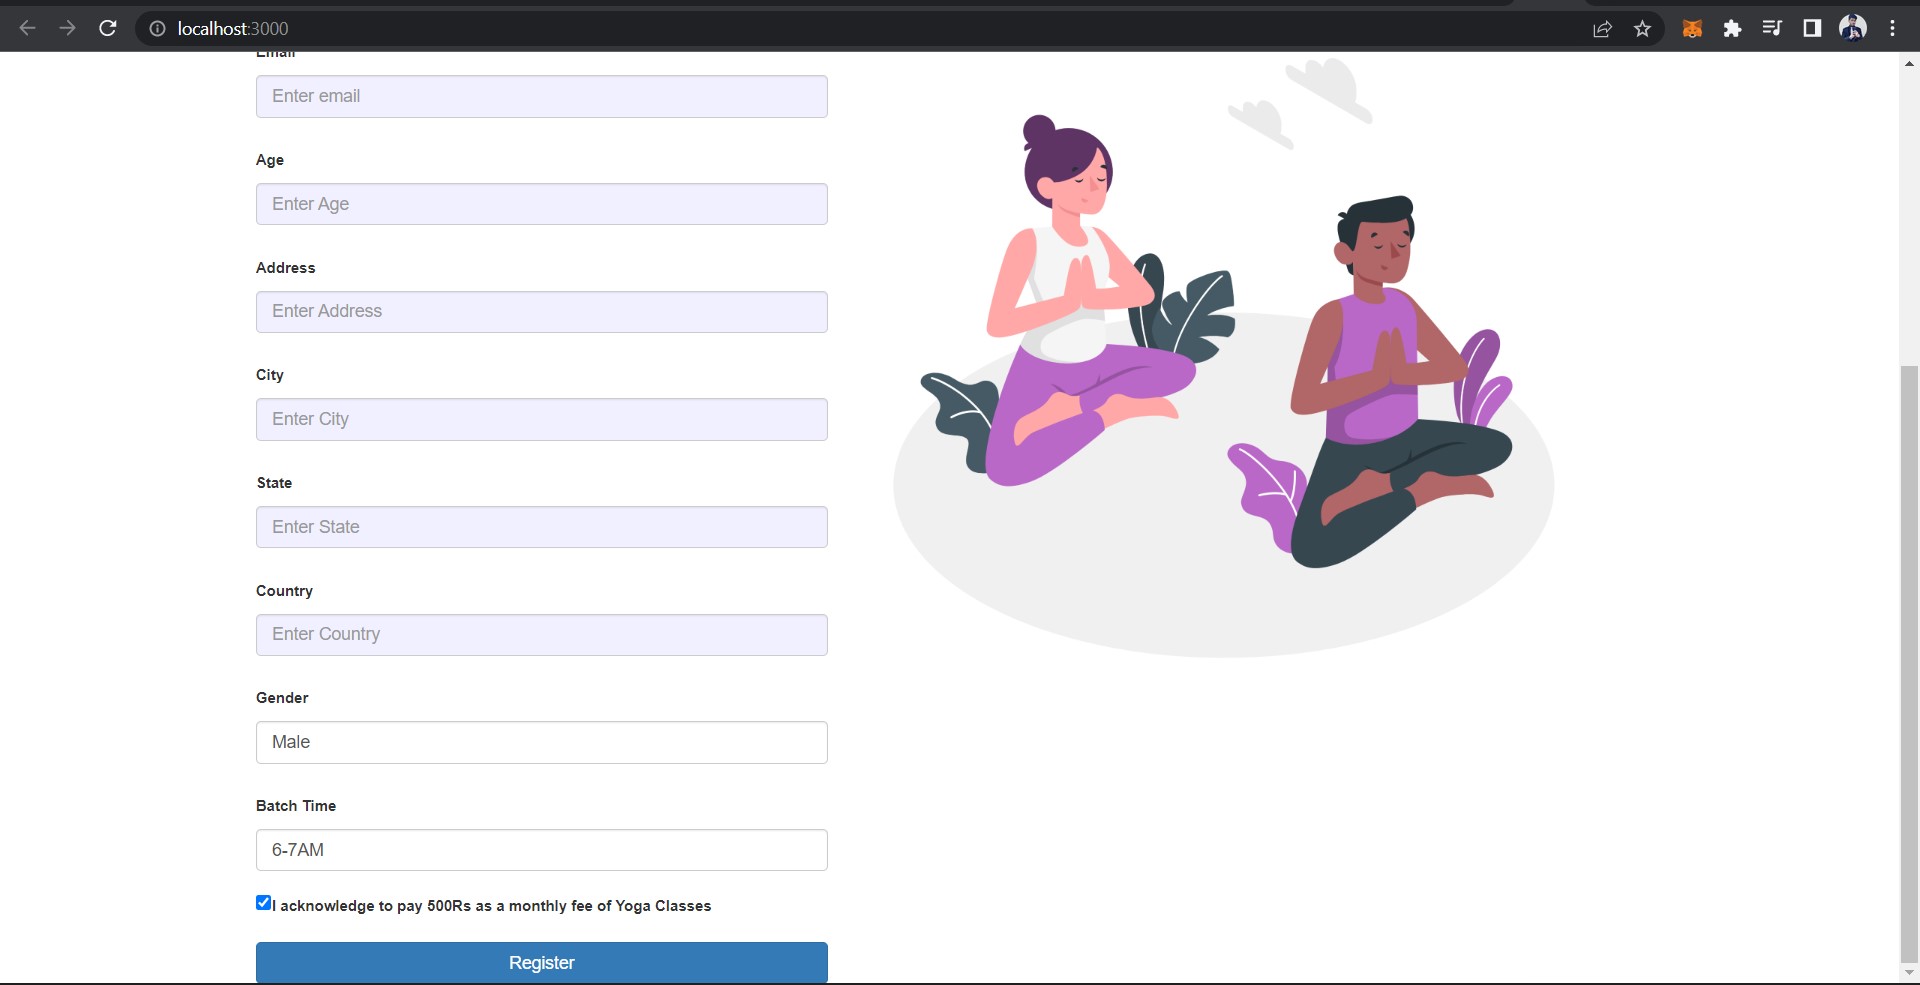 localhost:3000
Email
Enter email
Age
Enter Age
Address
Enter Address
City
Enter City
State
Enter State
Country
Enter Country
Gender
Male
Batch Time
6-7AM
I acknowledge to pay 500Rs as a monthly fee of Yoga Classes
Register